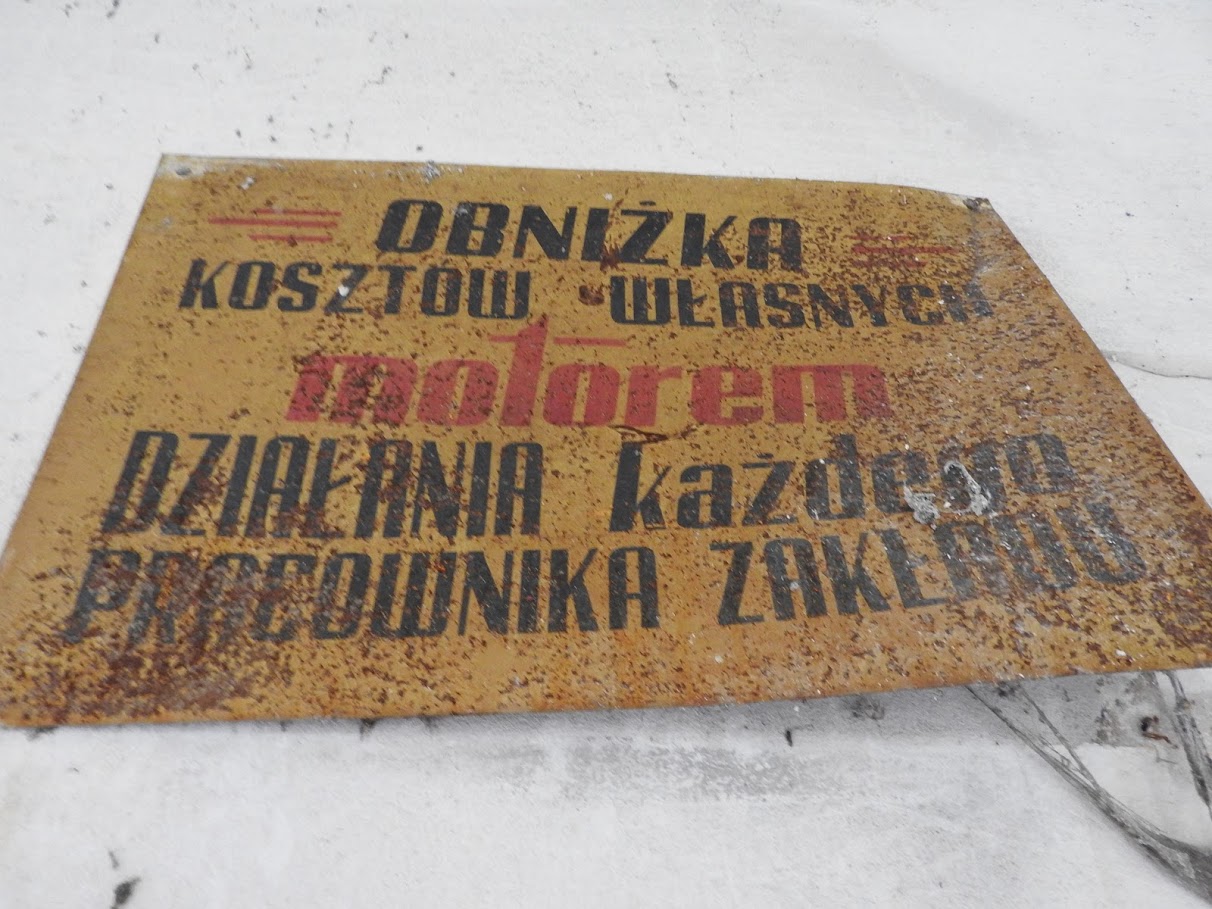 OBNIŻKA
KOSZTÓW WŁASNYCH
motorem
DZIAŁANIA każdego
PRACOWNIKA ZAKŁADU